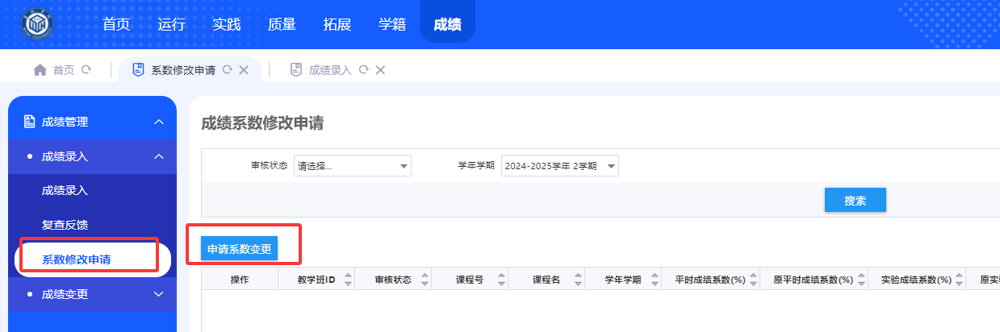 首页 运行 实践 质量 拓展 学籍 成绩
首页 系数修改申请 成绩录入
成绩管理
成绩录入
成绩录入
复查反馈
系数修改申请
成绩变更
成绩系数修改申请
审核状态 请选择... 学年学期 2024-2025学年 2学期
搜索
申请系数变更
操作 教学班ID 审核状态 课程号 课程名 学年学期 平时成绩系数(%) 原平时成绩系数(%) 实验成绩系数(%) 原实